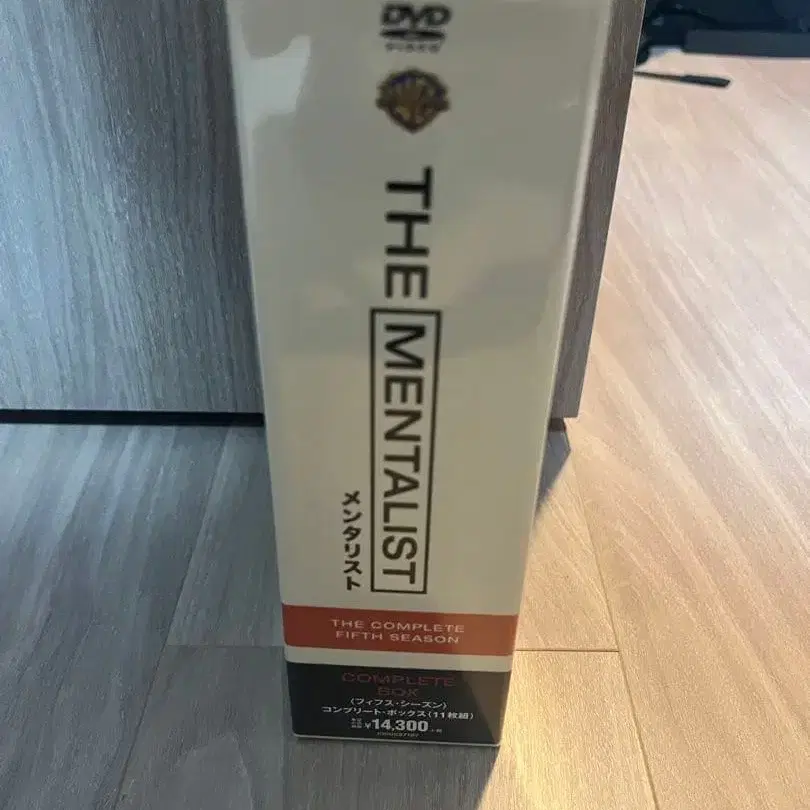 DVD
VIDEO
THE MENTALIST
メンタリスト
THE COMPLETE
FIFTH SEASON
COMPLETE
BOX
〈フィフス・シーズン〉
コンプリート・ボックス(11枚組)
¥14,300